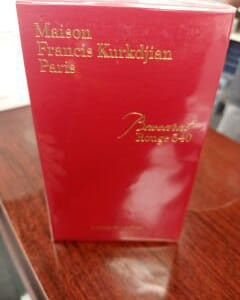 Maison
Francis Kurkdjian
Paris
Baccarat
Rouge 540